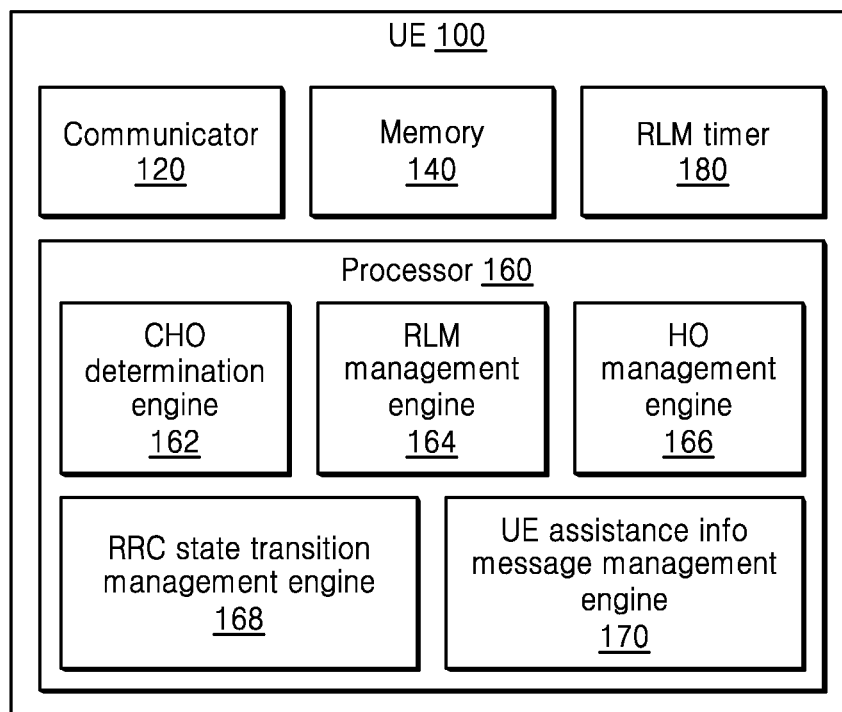 UE 100
Communicator
120
Memory
140
RLM timer
180
Processor 160
CHO
determination
engine
162
RLM
management
engine
164
HO
management
engine
166
RRC state transition
management engine
168
UE assistance info
message management
engine
170